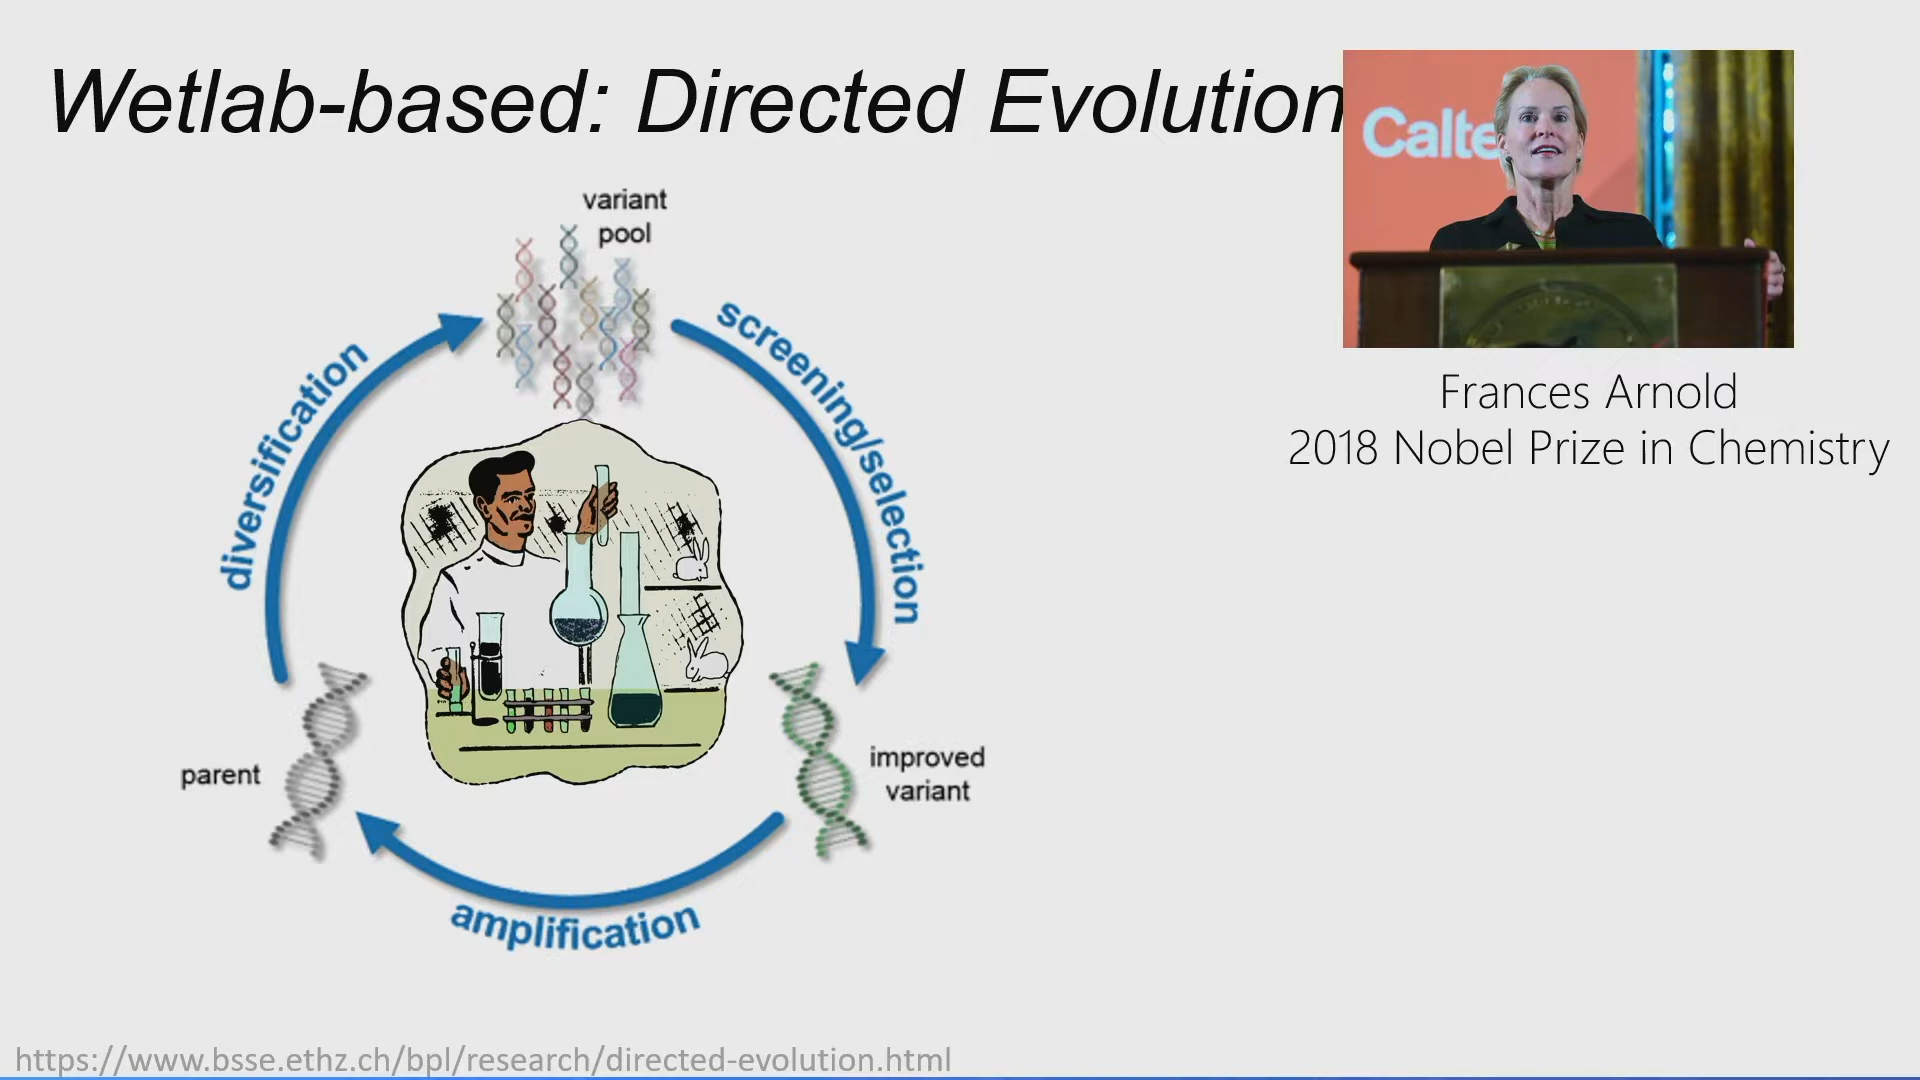 Wetlab-based: Directed Evolution
Calte
Frances Arnold
2018 Nobel Prize in Chemistry
variant
pool
diversification
screening/selection
parent
improved
variant
amplification
https://www.bsse.ethz.ch/bpl/research/directed-evolution.html